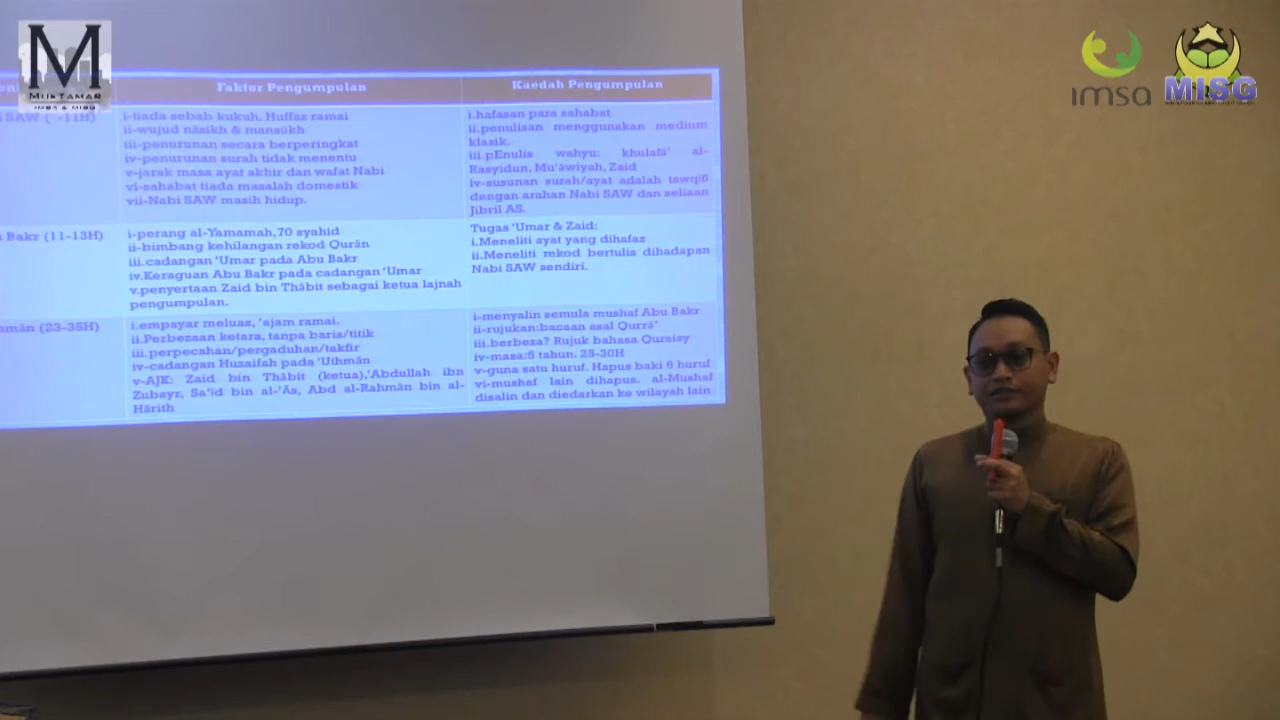 M
MUKTAMAR
IMSA & MISG
imsa
MISG
Faktor Pengumpulan
Kaedah Pengumpulan
SAW ( -11H)
i-tiada sebab kukuh. Huffaz ramai
ii-wujud nāsikh & mansūkh
iii-penurunan secara berperingkat
iv-penurunan surah tidak menentu
v-jarak masa ayat akhir dan wafat Nabi
vi-sahabat tiada masalah domestik
vii-Nabi SAW masih hidup.
i.hafasan para sahabat
ii.penulisan menggunakan medium
klasik.
iii.pEnulis wahyu: khulafā' al-
Rasyidun, Mu'āwiyah, Zaid
iv-susunan surah/ayat adalah tawqīfī
dengan arahan Nabi SAW dan seliaan
Jibril AS.
Bakr (11-13H)
i-perang al-Yamamah, 70 syahid
ii-bimbang kehilangan rekod Qurān
iii.cadangan 'Umar pada Abu Bakr
iv.Keraguan Abu Bakr pada cadangan 'Umar
v.penyertaan Zaid bin Thābit sebagai ketua lajnah
pengumpulan.
Tugas 'Umar & Zaid:
i.Meneliti ayat yang dihafaz
ii.Meneliti rekod bertulis dihadapan
Nabi SAW sendiri.
hmān (23-35H)
i.empayar meluas, 'ajam ramai.
ii.Perbezaan ketara, tanpa baris/titik
iii.perpecahan/pergaduhan/takfir
iv-cadangan Huzaifah pada 'Uthmān
v-AJK: Zaid bin Thābit (ketua),'Abdullah ibn
Zubayr, Sa'īd bin al-'Ās, Abd al-Rahmān bin al-
Hārith
i-menyalin semula mushaf Abu Bakr
ii-rujukan:bacaan asal Qurrā'
iii.berbeza? Rujuk bahasa Quraisy
iv-masa:5 tahun. 25-30H
v-guna satu huruf. Hapus baki 6 huruf
vi-mushaf lain dihapus. al-Mushaf
disalin dan diedarkan ke wilayah lain